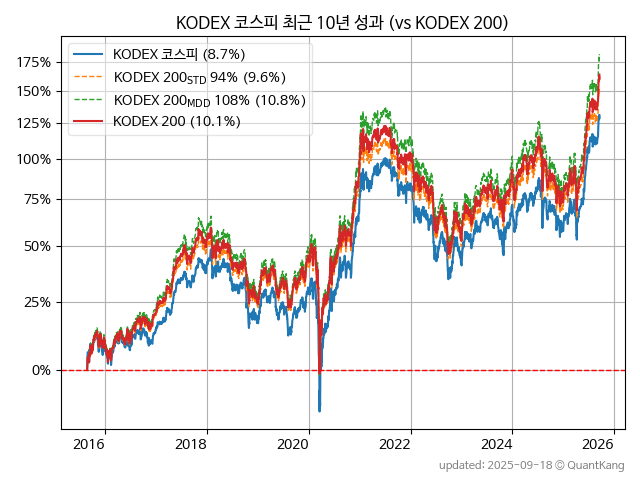 KODEX 코스피 최근 10년 성과 (vs KODEX 200)
KODEX 코스피 (8.7%)
KODEX 200STD 94% (9.6%)
KODEX 200MDD 108% (10.8%)
KODEX 200 (10.1%)
175%
150%
125%
100%
75%
50%
25%
0%
2016 2018 2020 2022 2024 2026
updated: 2025-09-18 © QuantKang